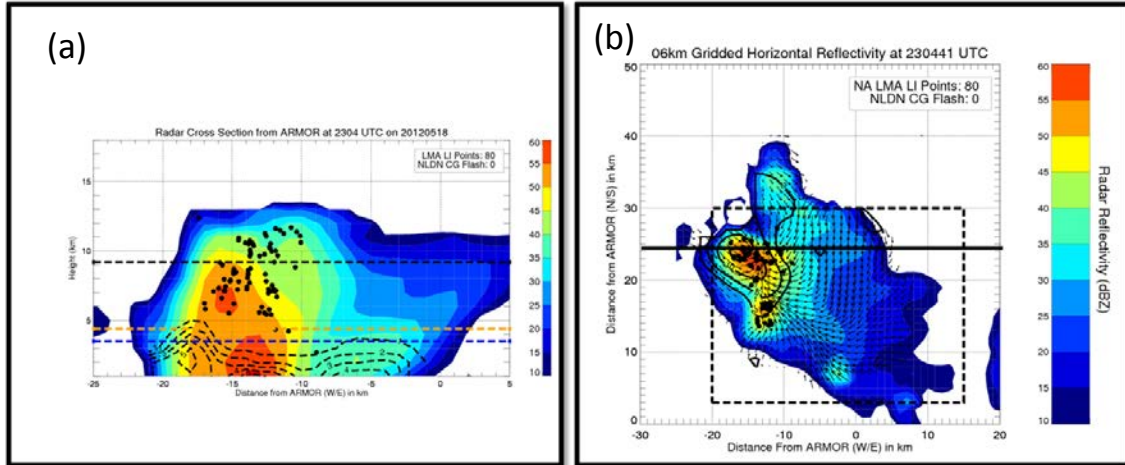 (a)
Radar Cross Section from ARMOR at 2304 UTC on 20120518
LMA LI Points: 80
NLDN CG Flash: 0
Height (km)
15
10
5
-25 -20 -15 -10 -5 0 5
Distance from ARMOR (W/E) in km
60
55
50
45
40
35
30
25
20
15
10
(b)
06km Gridded Horizontal Reflectivity at 230441 UTC
NA LMA LI Points: 80
NLDN CG Flash: 0
Distance from ARMOR (N/S) in km
50
40
30
20
10
0
-30 -20 -10 0 10 20
Distance From ARMOR (W/E) in km
60
55
50
45
40
35
30
25
20
15
10
Radar Reflectivity (dBZ)